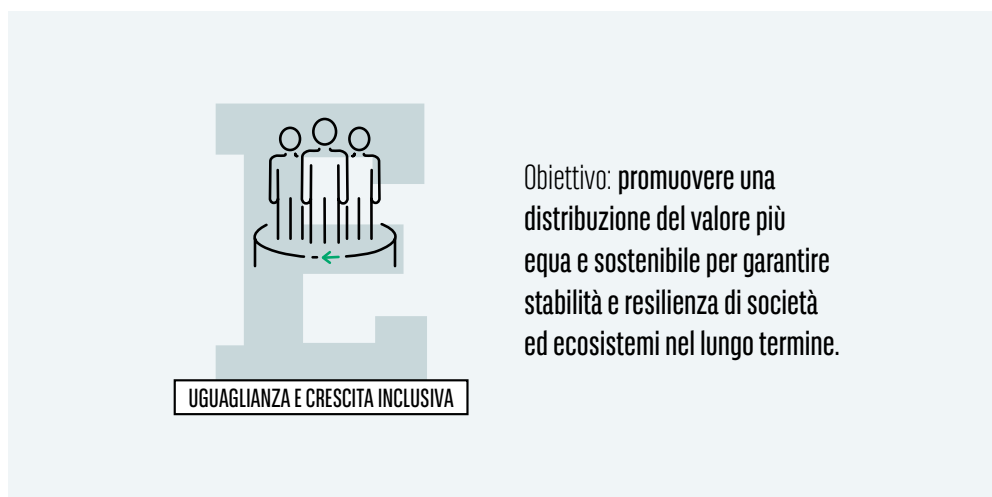 E
UGUAGLIANZA E CRESCITA INCLUSIVA
Obiettivo: promuovere una
distribuzione del valore più
equa e sostenibile per garantire
stabilità e resilienza di società
ed ecosistemi nel lungo termine.